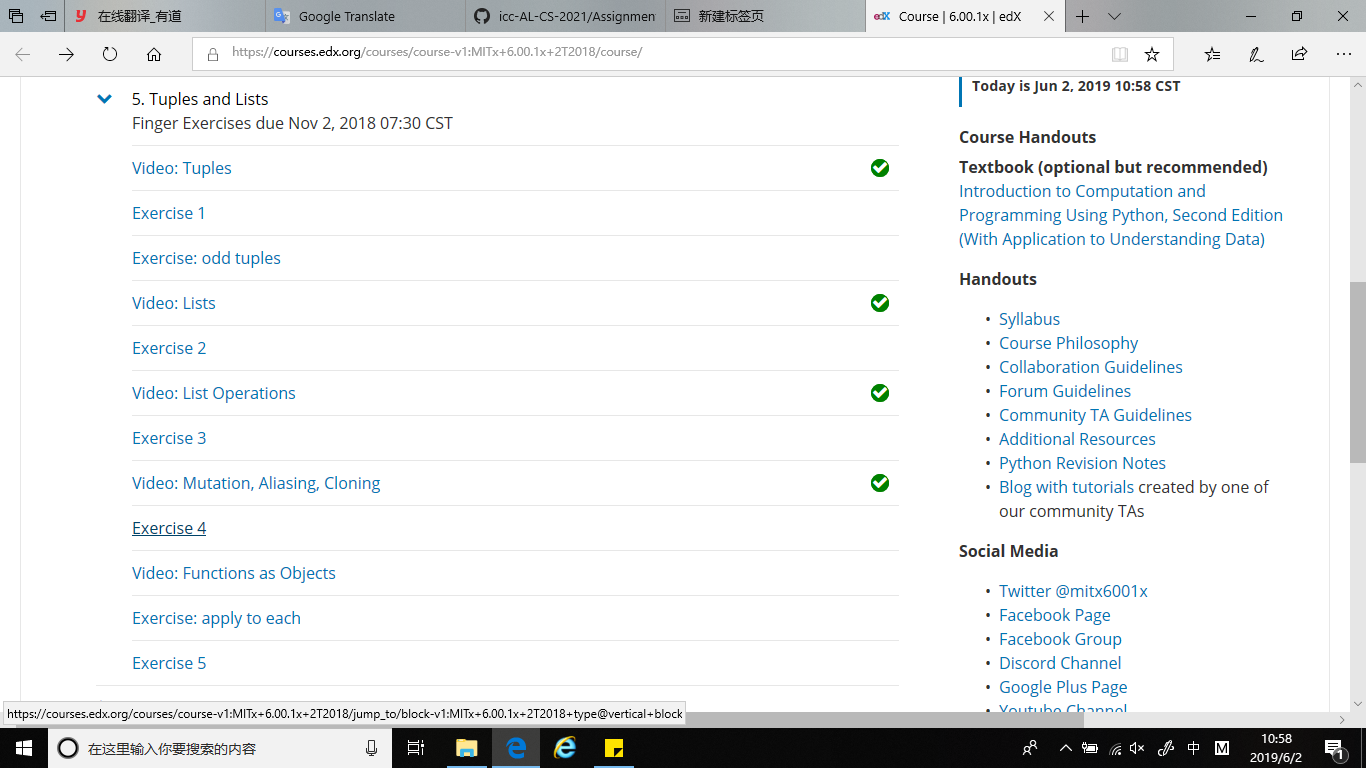 在线翻译_有道
Google Translate
icc-AL-CS-2021/Assignmen
新建标签页
edX Course | 6.00.1x | edX
https://courses.edx.org/courses/course-v1:MITx+6.00.1x+2T2018/course/
5. Tuples and Lists
Finger Exercises due Nov 2, 2018 07:30 CST
Video: Tuples
Exercise 1
Exercise: odd tuples
Video: Lists
Exercise 2
Video: List Operations
Exercise 3
Video: Mutation, Aliasing, Cloning
Exercise 4
Video: Functions as Objects
Exercise: apply to each
Exercise 5
Today is Jun 2, 2019 10:58 CST
Course Handouts
Textbook (optional but recommended)
Introduction to Computation and
Programming Using Python, Second Edition
(With Application to Understanding Data)
Handouts
• Syllabus
• Course Philosophy
• Collaboration Guidelines
• Forum Guidelines
• Community TA Guidelines
• Additional Resources
• Python Revision Notes
• Blog with tutorials created by one of
our community TAs
Social Media
• Twitter @mitx6001x
• Facebook Page
• Facebook Group
• Discord Channel
• Google Plus Page
• Youtube Channel
https://courses.edx.org/courses/course-v1:MITx+6.00.1x+2T2018/jump_to/block-v1:MITx+6.00.1x+2T2018+type@vertical+block
在这里输入你要搜索的内容
中
M
10:58
2019/6/2
1